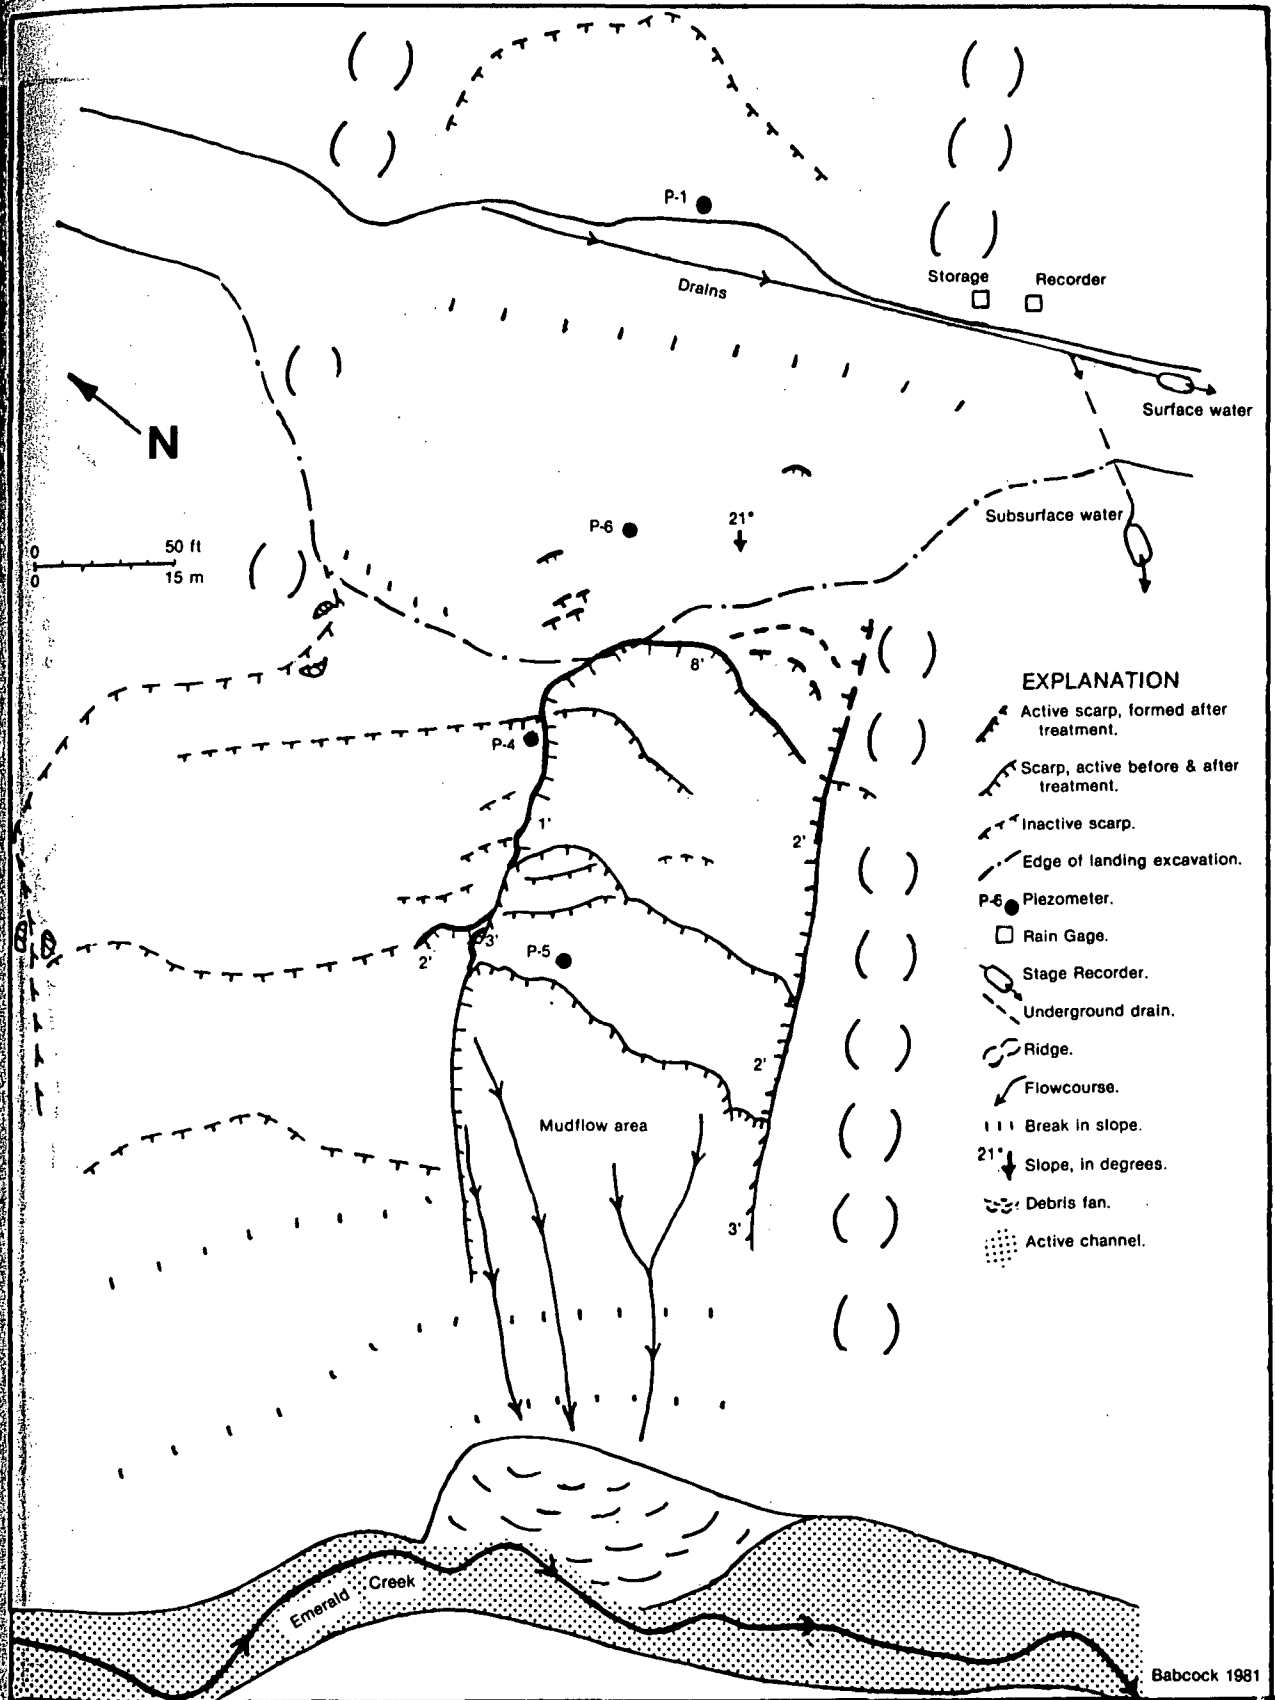 P-1
Storage
Recorder
Drains
Surface water
N
0
50 ft
0
15 m
P-6
21°
Subsurface water
8'
P-4
1'
2'
3'
2'
P-5
2'
Mudflow area
3'
EXPLANATION
Active scarp, formed after
treatment.
Scarp, active before & after
treatment.
Inactive scarp.
Edge of landing excavation.
P-6 Piezometer.
Rain Gage.
Stage Recorder.
Underground drain.
Ridge.
Flowcourse.
Break in slope.
21° Slope, in degrees.
Debris fan.
Active channel.
Emerald Creek
Babcock 1981